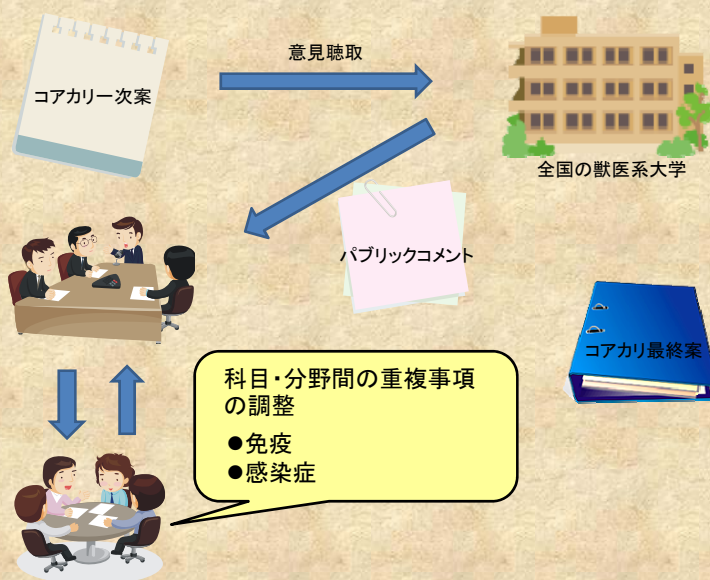 意見聴取
コアカリ一次案
全国の獣医系大学
パブリックコメント
コアカリ最終案
科目・分野間の重複事項
の調整
●免疫
●感染症